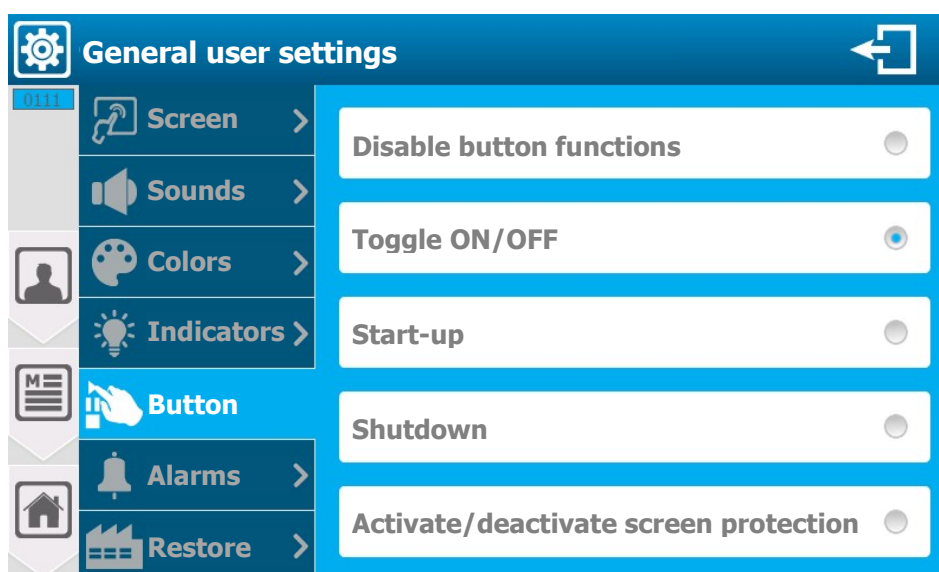 General user settings
0111
Screen
Sounds
Colors
Indicators
Button
Alarms
Restore
Disable button functions
Toggle ON/OFF
Start-up
Shutdown
Activate/deactivate screen protection
M